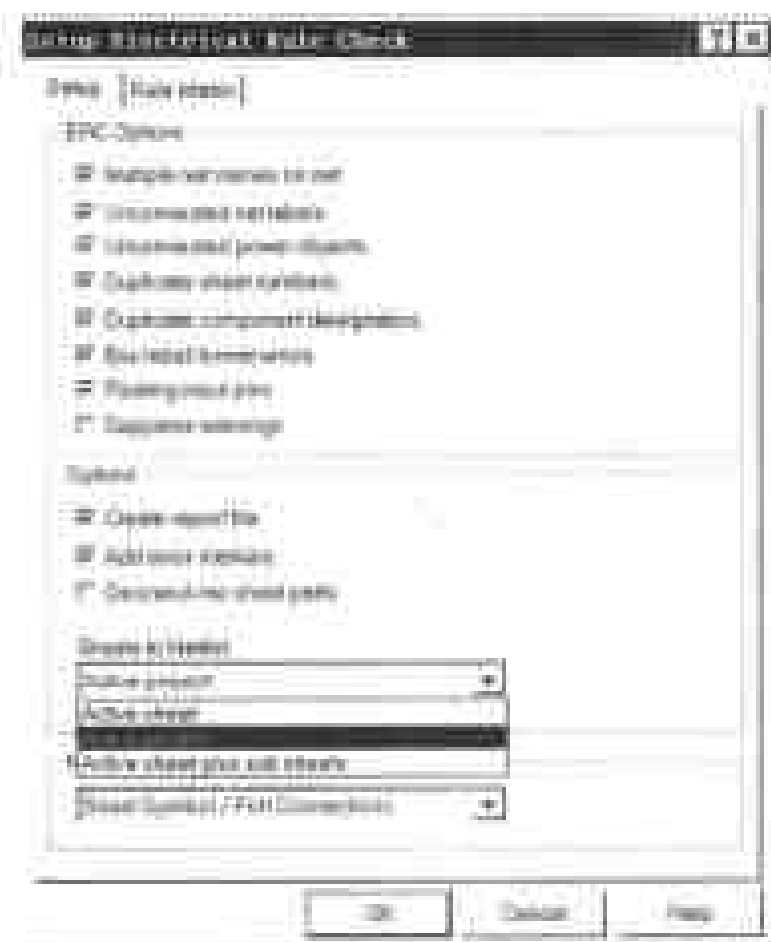 Setup Electrical Rule Check
Setup Rule Matrix
ERC Options
Multiple net names on net
Unconnected net labels
Unconnected power objects
Duplicate sheet numbers
Duplicate component designators
Bus label format errors
Floating input pins
Suppress warnings
Options
Create report file
Add error markers
Descend into sheet parts
Sheets to Netlist
Active project
Active sheet
Active sheet plus sub sheets
Sheet Symbol / Port Connections
OK Cancel Help